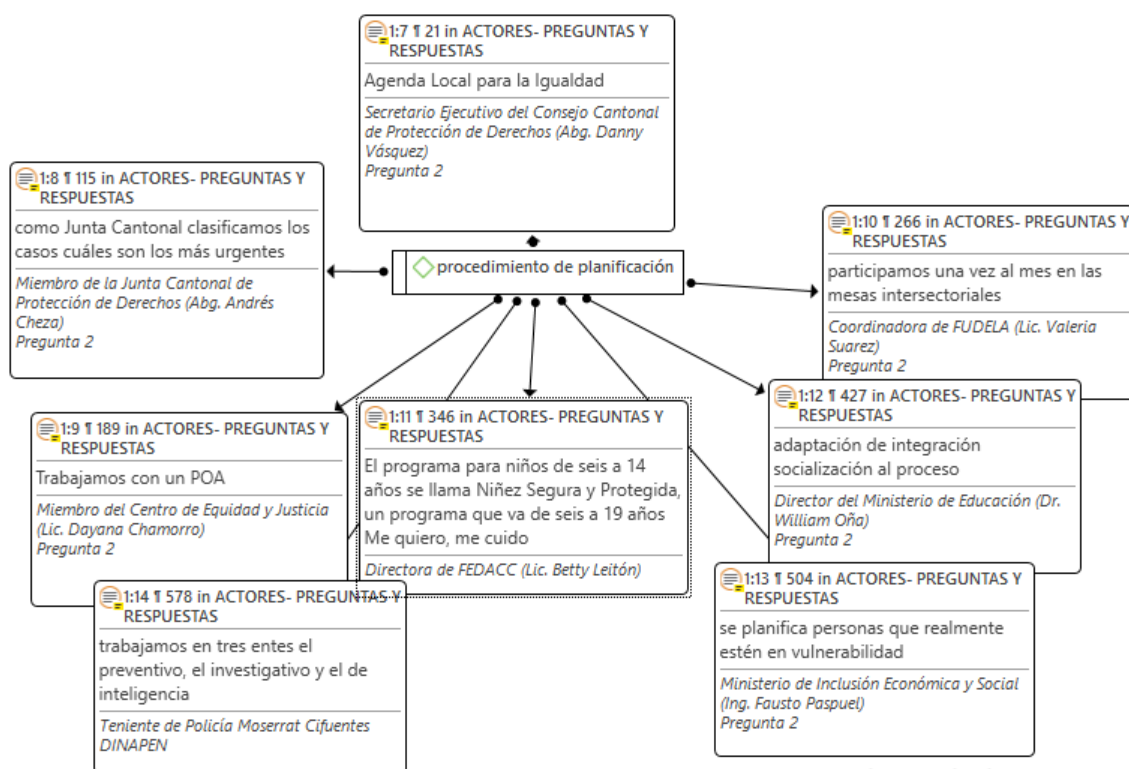 1:7 ¶ 21 in ACTORES- PREGUNTAS Y
RESPUESTAS
Agenda Local para la Igualdad
Secretario Ejecutivo del Consejo Cantonal
de Protección de Derechos (Abg. Danny
Vásquez)
Pregunta 2
1:8 ¶ 115 in ACTORES- PREGUNTAS Y
RESPUESTAS
como Junta Cantonal clasificamos los
casos cuáles son los más urgentes
Miembro de la Junta Cantonal de
Protección de Derechos (Abg. Andrés
Cheza)
Pregunta 2
procedimiento de planificación
1:10 ¶ 266 in ACTORES- PREGUNTAS Y
RESPUESTAS
participamos una vez al mes en las
mesas intersectoriales
Coordinadora de FUDELA (Lic. Valeria
Suarez)
Pregunta 2
1:9 ¶ 189 in ACTORES- PREGUNTAS Y
RESPUESTAS
Trabajamos con un POA
Miembro del Centro de Equidad y Justicia
(Lic. Dayana Chamorro)
Pregunta 2
1:11 ¶ 346 in ACTORES- PREGUNTAS Y
RESPUESTAS
El programa para niños de seis a 14
años se llama Niñez Segura y Protegida,
un programa que va de seis a 19 años
Me quiero, me cuido
Directora de FEDACC (Lic. Betty Leitón)
1:12 ¶ 427 in ACTORES- PREGUNTAS Y
RESPUESTAS
adaptación de integración
socialización al proceso
Director del Ministerio de Educación (Dr.
William Oña)
Pregunta 2
1:14 ¶ 578 in ACTORES- PREGUNTAS Y
RESPUESTAS
trabajamos en tres entes el
preventivo, el investigativo y el de
inteligencia
Teniente de Policía Moserrat Cifuentes
DINAPEN
1:13 ¶ 504 in ACTORES- PREGUNTAS Y
RESPUESTAS
se planifica personas que realmente
estén en vulnerabilidad
Ministerio de Inclusión Económica y Social
(Ing. Fausto Paspuel)
Pregunta 2